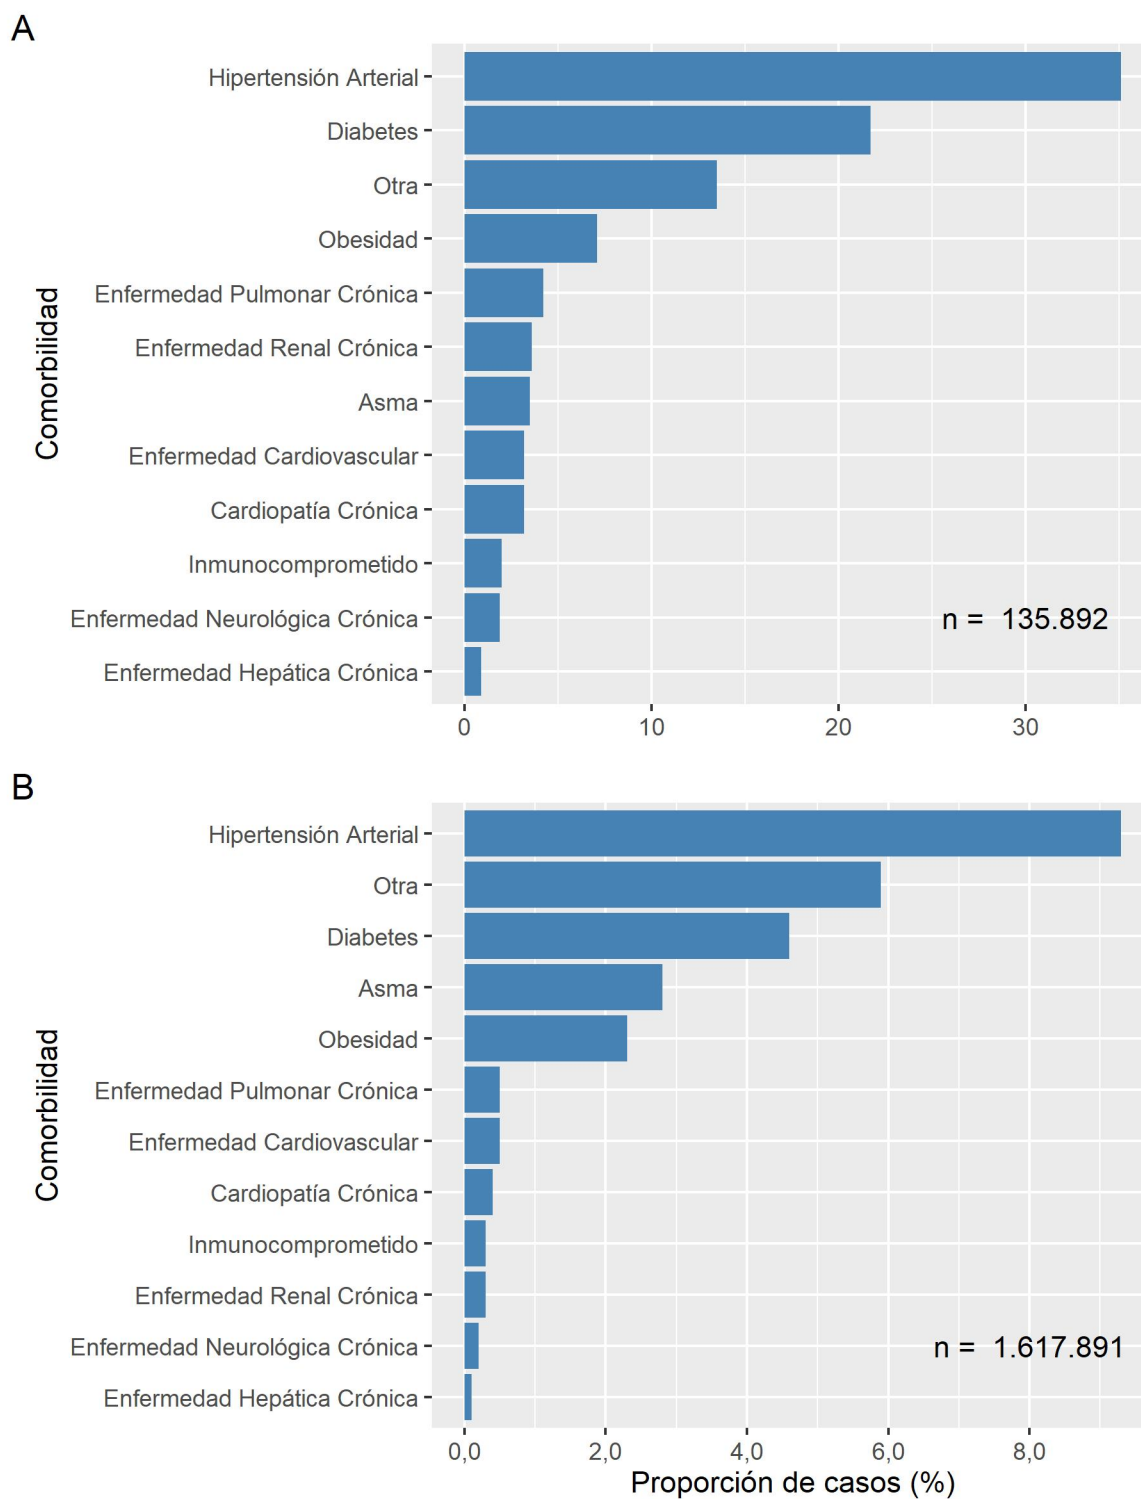 A
Hipertensión Arterial
Diabetes
Otra
Obesidad
Enfermedad Pulmonar Crónica
Enfermedad Renal Crónica
Asma
Enfermedad Cardiovascular
Cardiopatía Crónica
Inmunocomprometido
Enfermedad Neurológica Crónica
Enfermedad Hepática Crónica
Comorbilidad
n = 135.892
0 10 20 30
B
Hipertensión Arterial
Otra
Diabetes
Asma
Obesidad
Enfermedad Pulmonar Crónica
Enfermedad Cardiovascular
Cardiopatía Crónica
Inmunocomprometido
Enfermedad Renal Crónica
Enfermedad Neurológica Crónica
Enfermedad Hepática Crónica
Comorbilidad
n = 1.617.891
0,0 2,0 4,0 6,0 8,0
Proporción de casos (%)